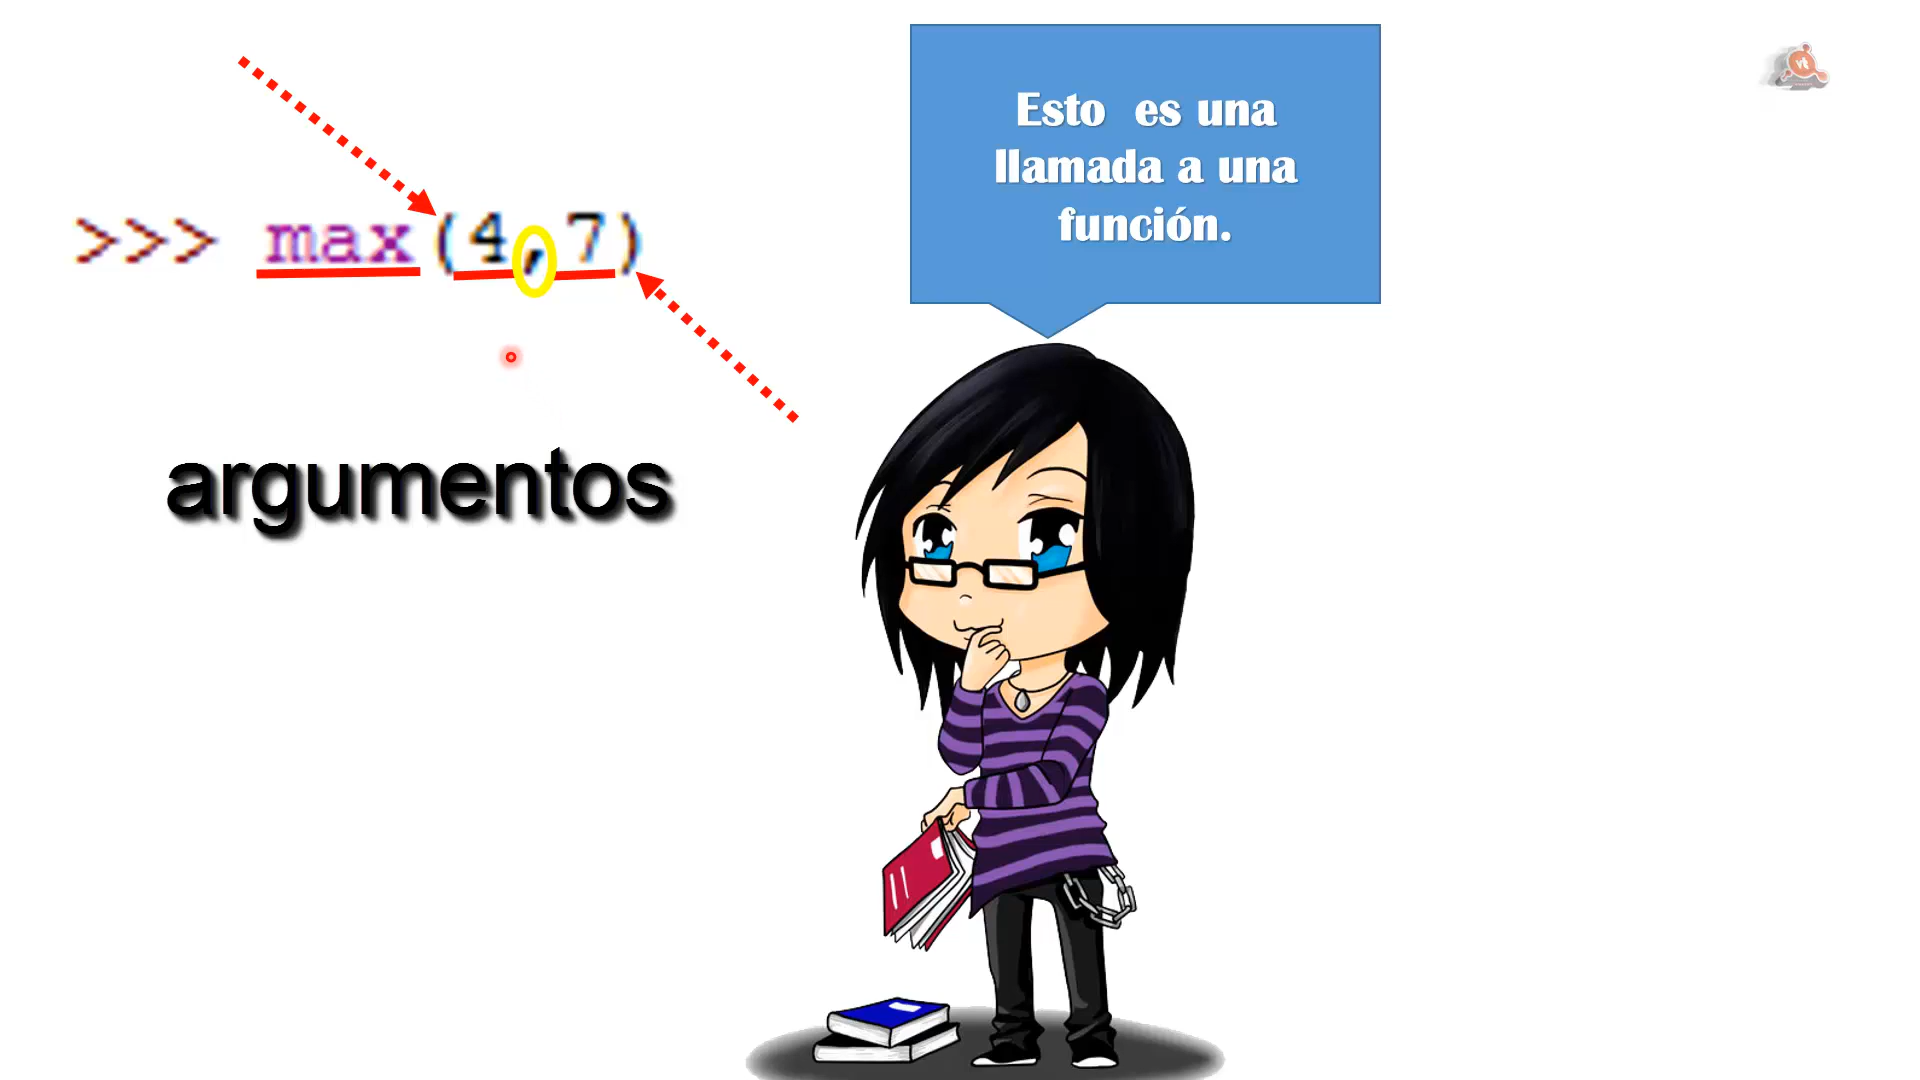 >>> max(4,7)
argumentos
Esto es una
llamada a una
función.